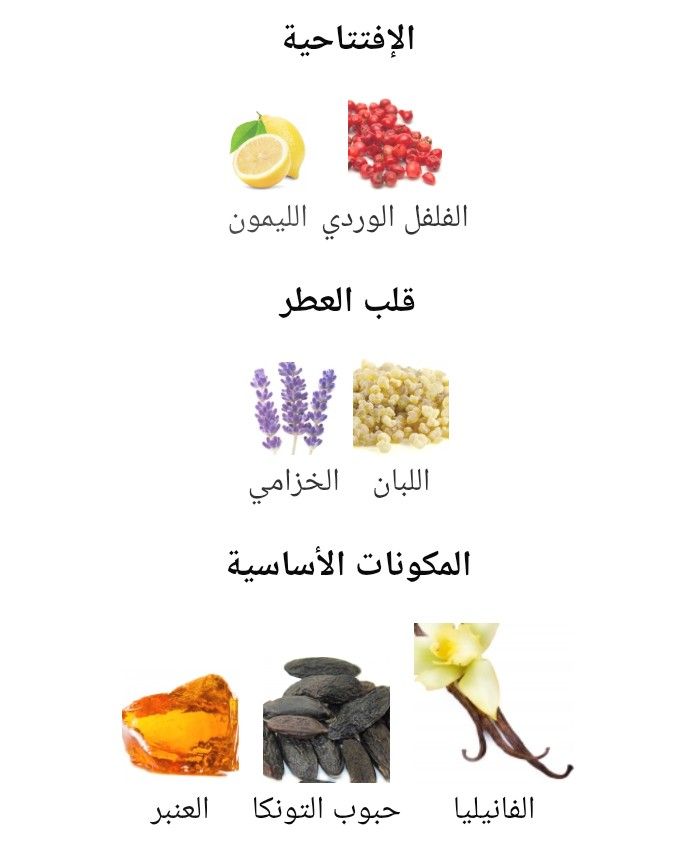 الإفتتاحية
الفلفل الوردي الليمون
قلب العطر
اللبان الخزامي
المكونات الأساسية
الفانيليا حبوب التونكا العنبر